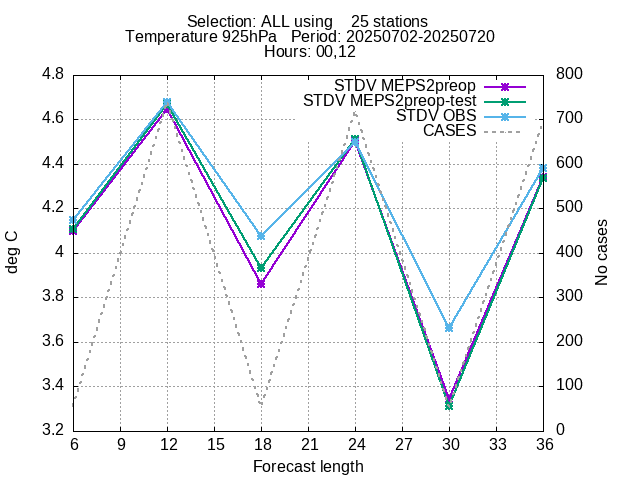 Selection: ALL using    25 stations
Temperature 925hPa   Period: 20250702-20250720
Hours: 00,12
4.8
4.6
4.4
4.2
4
3.8
3.6
3.4
3.2
deg C
STDV MEPS2preop
STDV MEPS2preop-test
STDV OBS
CASES
800
700
600
500
400
300
200
100
0
No cases
6 9 12 15 18 21 24 27 30 33 36
Forecast length